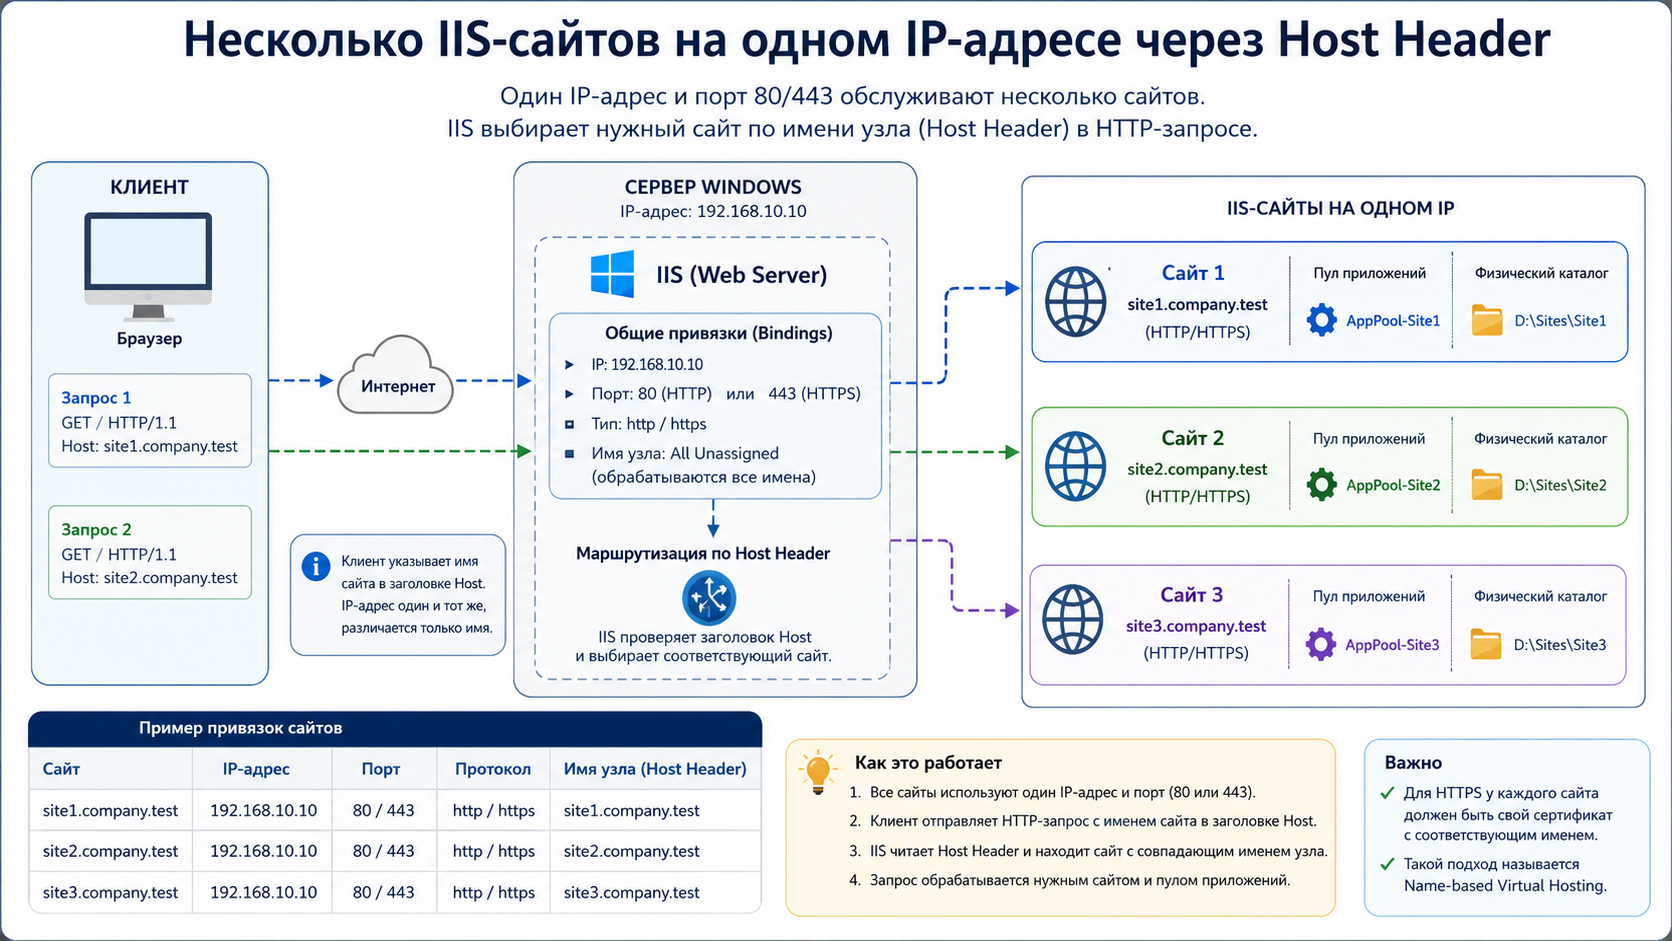 Несколько IIS-сайтов на одном IP-адресе через Host Header
Один IP-адрес и порт 80/443 обслуживают несколько сайтов.
IIS выбирает нужный сайт по имени узла (Host Header) в HTTP-запросе.
КЛИЕНТ
Браузер
Запрос 1
GET / HTTP/1.1
Host: site1.company.test
Запрос 2
GET / HTTP/1.1
Host: site2.company.test
Интернет
Клиент указывает имя
сайта в заголовке Host.
IP-адрес один и тот же,
различается только имя.
СЕРВЕР WINDOWS
IP-адрес: 192.168.10.10
IIS (Web Server)
Общие привязки (Bindings)
IP: 192.168.10.10
Порт: 80 (HTTP) или 443 (HTTPS)
Тип: http / https
Имя узла: All Unassigned
(обрабатываются все имена)
Маршрутизация по Host Header
IIS проверяет заголовок Host
и выбирает соответствующий сайт.
IIS-САЙТЫ НА ОДНОМ IP
Сайт 1
site1.company.test
(HTTP/HTTPS)
Пул приложений
AppPool-Site1
Физический каталог
D:\Sites\Site1
Сайт 2
site2.company.test
(HTTP/HTTPS)
Пул приложений
AppPool-Site2
Физический каталог
D:\Sites\Site2
Сайт 3
site3.company.test
(HTTP/HTTPS)
Пул приложений
AppPool-Site3
Физический каталог
D:\Sites\Site3
Пример привязок сайтов
Сайт IP-адрес Порт Протокол Имя узла (Host Header)
site1.company.test 192.168.10.10 80 / 443 http / https site1.company.test
site2.company.test 192.168.10.10 80 / 443 http / https site2.company.test
site3.company.test 192.168.10.10 80 / 443 http / https site3.company.test
Как это работает
1. Все сайты используют один IP-адрес и порт (80 или 443).
2. Клиент отправляет HTTP-запрос с именем сайта в заголовке Host.
3. IIS читает Host Header и находит сайт с совпадающим именем узла.
4. Запрос обрабатывается нужным сайтом и пулом приложений.
Важно
Для HTTPS у каждого сайта
должен быть свой сертификат
с соответствующим именем.
Такой подход называется
Name-based Virtual Hosting.